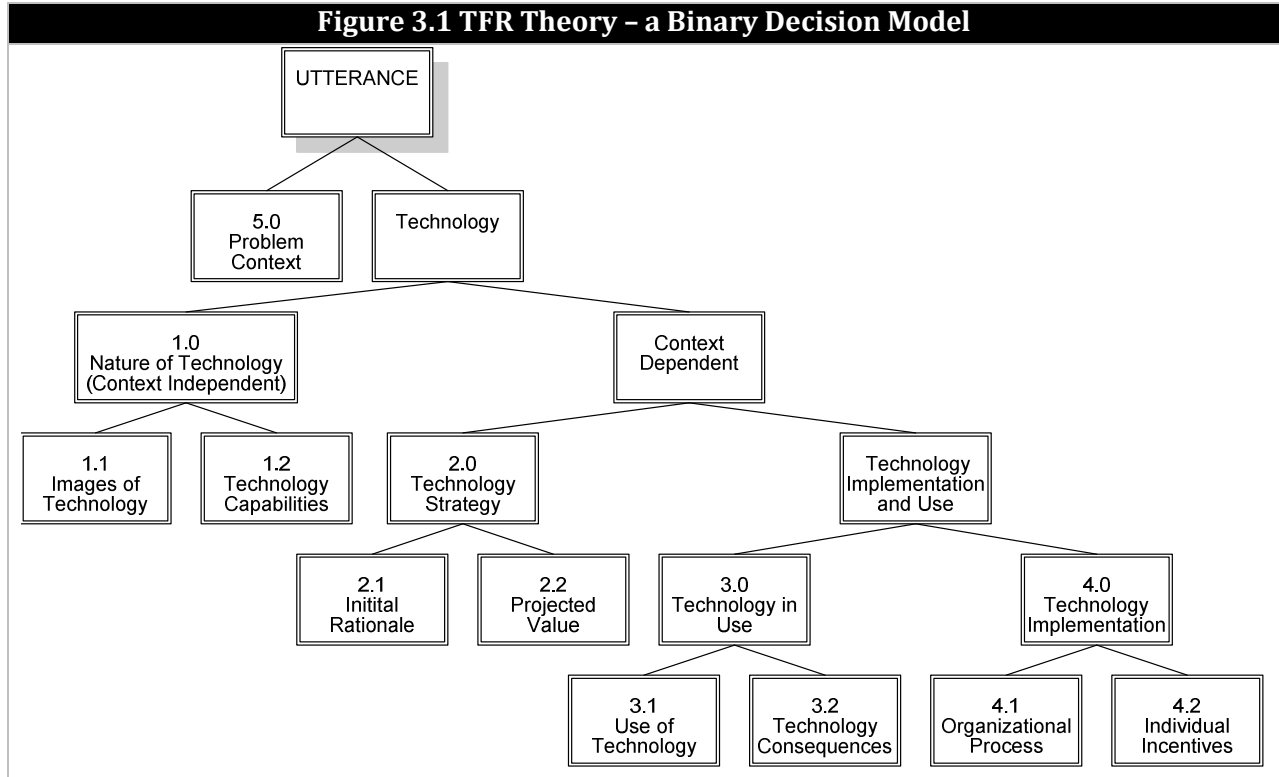 Figure 3.1 TFR Theory – a Binary Decision Model
UTTERANCE
5.0
Problem
Context
Technology
1.0
Nature of Technology
(Context Independent)
Context
Dependent
1.1
Images of
Technology
1.2
Technology
Capabilities
2.0
Technology
Strategy
Technology
Implementation
and Use
2.1
Initital
Rationale
2.2
Projected
Value
3.0
Technology in
Use
4.0
Technology
Implementation
3.1
Use of
Technology
3.2
Technology
Consequences
4.1
Organizational
Process
4.2
Individual
Incentives